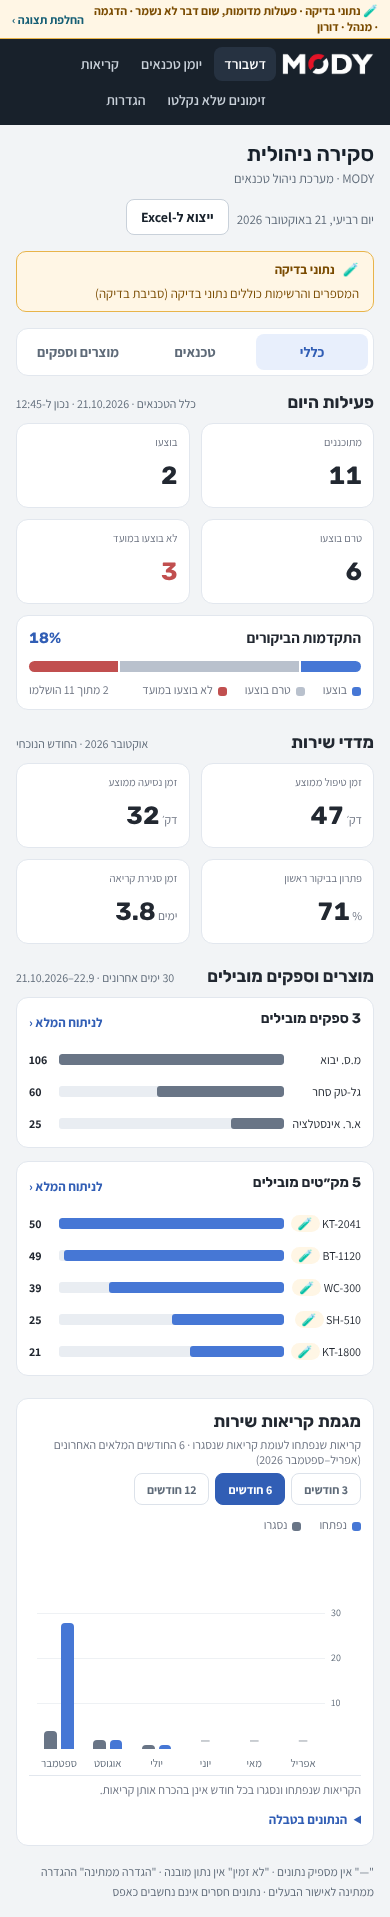 🧪 נתוני בדיקה · פעולות מדומות, שום דבר לא נשמר · הדגמה
· מנהל · דורון
החלפת תצוגה ›
MODY
דשבורד
יומן טכנאים
קריאות
זימונים שלא נקלטו
הגדרות
סקירה ניהולית
MODY · מערכת ניהול טכנאים
יום רביעי, 21 באוקטובר 2026
ייצוא ל-Excel
🧪 נתוני בדיקה
המספרים והרשימות כוללים נתוני בדיקה (סביבת בדיקה)
כללי
טכנאים
מוצרים וספקים
פעילות היום
כלל הטכנאים · 21.10.2026 · נכון ל-12:45
מתוכננים
11
בוצעו
2
טרם בוצעו
6
לא בוצעו במועד
3
התקדמות הביקורים
18%
בוצעו
טרם בוצעו
לא בוצעו במועד
2 מתוך 11 הושלמו
מדדי שירות
אוקטובר 2026 · החודש הנוכחי
זמן טיפול ממוצע
47 דק׳
זמן נסיעה ממוצע
32 דק׳
פתרון בביקור ראשון
71 %
זמן סגירת קריאה
3.8 ימים
מוצרים וספקים מובילים
30 ימים אחרונים · 22.9–21.10.2026
3 ספקים מובילים
לניתוח המלא ›
מ.ס. יבוא
106
גל-טק סחר
60
א.ר. אינסטלציה
25
5 מק״טים מובילים
לניתוח המלא ›
KT-2041 🧪
50
BT-1120 🧪
49
WC-300 🧪
39
SH-510 🧪
25
KT-1800 🧪
21
מגמת קריאות שירות
קריאות שנפתחו לעומת קריאות שנסגרו · 6 החודשים המלאים האחרונים
(אפריל–ספטמבר 2026)
3 חודשים
6 חודשים
12 חודשים
נפתחו
נסגרו
30
20
10
—
—
—
אפריל
מאי
יוני
יולי
אוגוסט
ספטמבר
הקריאות שנפתחו ונסגרו בכל חודש אינן בהכרח אותן קריאות.
◀ הנתונים בטבלה
"—" אין מספיק נתונים · "לא זמין" אין נתון מובנה · "הגדרה ממתינה" ההגדרה
ממתינה לאישור הבעלים · נתונים חסרים אינם נחשבים כאפס